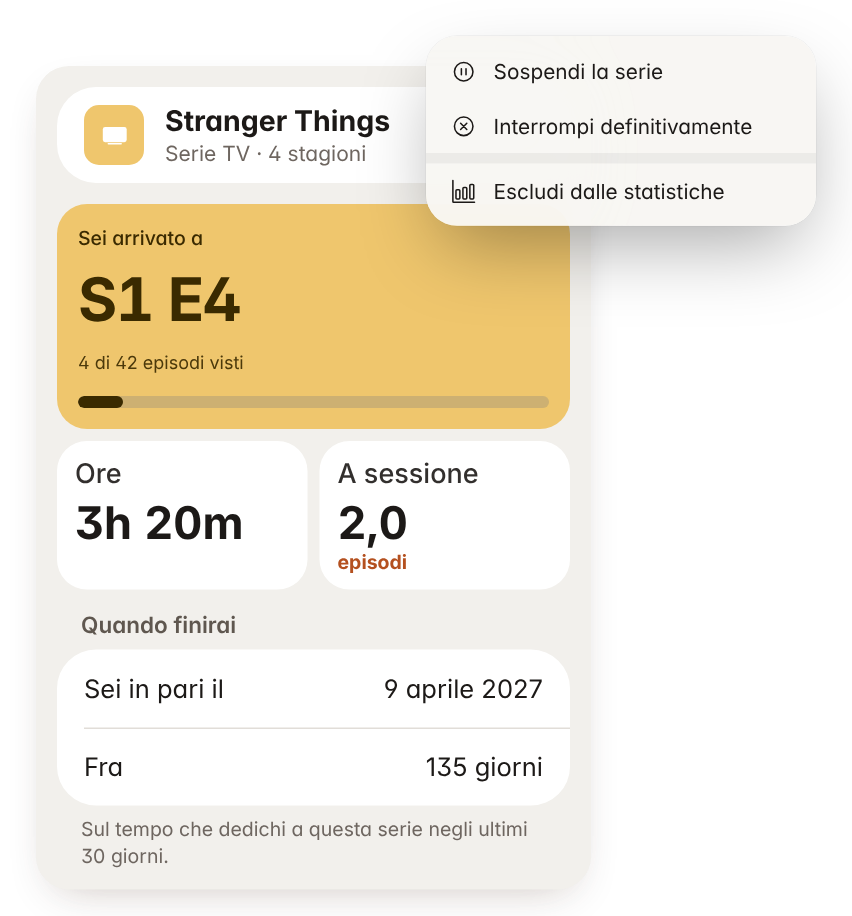 Sospendi la serie
Interrompi definitivamente
Escludi dalle statistiche
Stranger Things
Serie TV · 4 stagioni
Sei arrivato a
S1 E4
4 di 42 episodi visti
Ore
3h 20m
A sessione
2,0
episodi
Quando finirai
Sei in pari il 9 aprile 2027
Fra 135 giorni
Sul tempo che dedichi a questa serie negli ultimi
30 giorni.